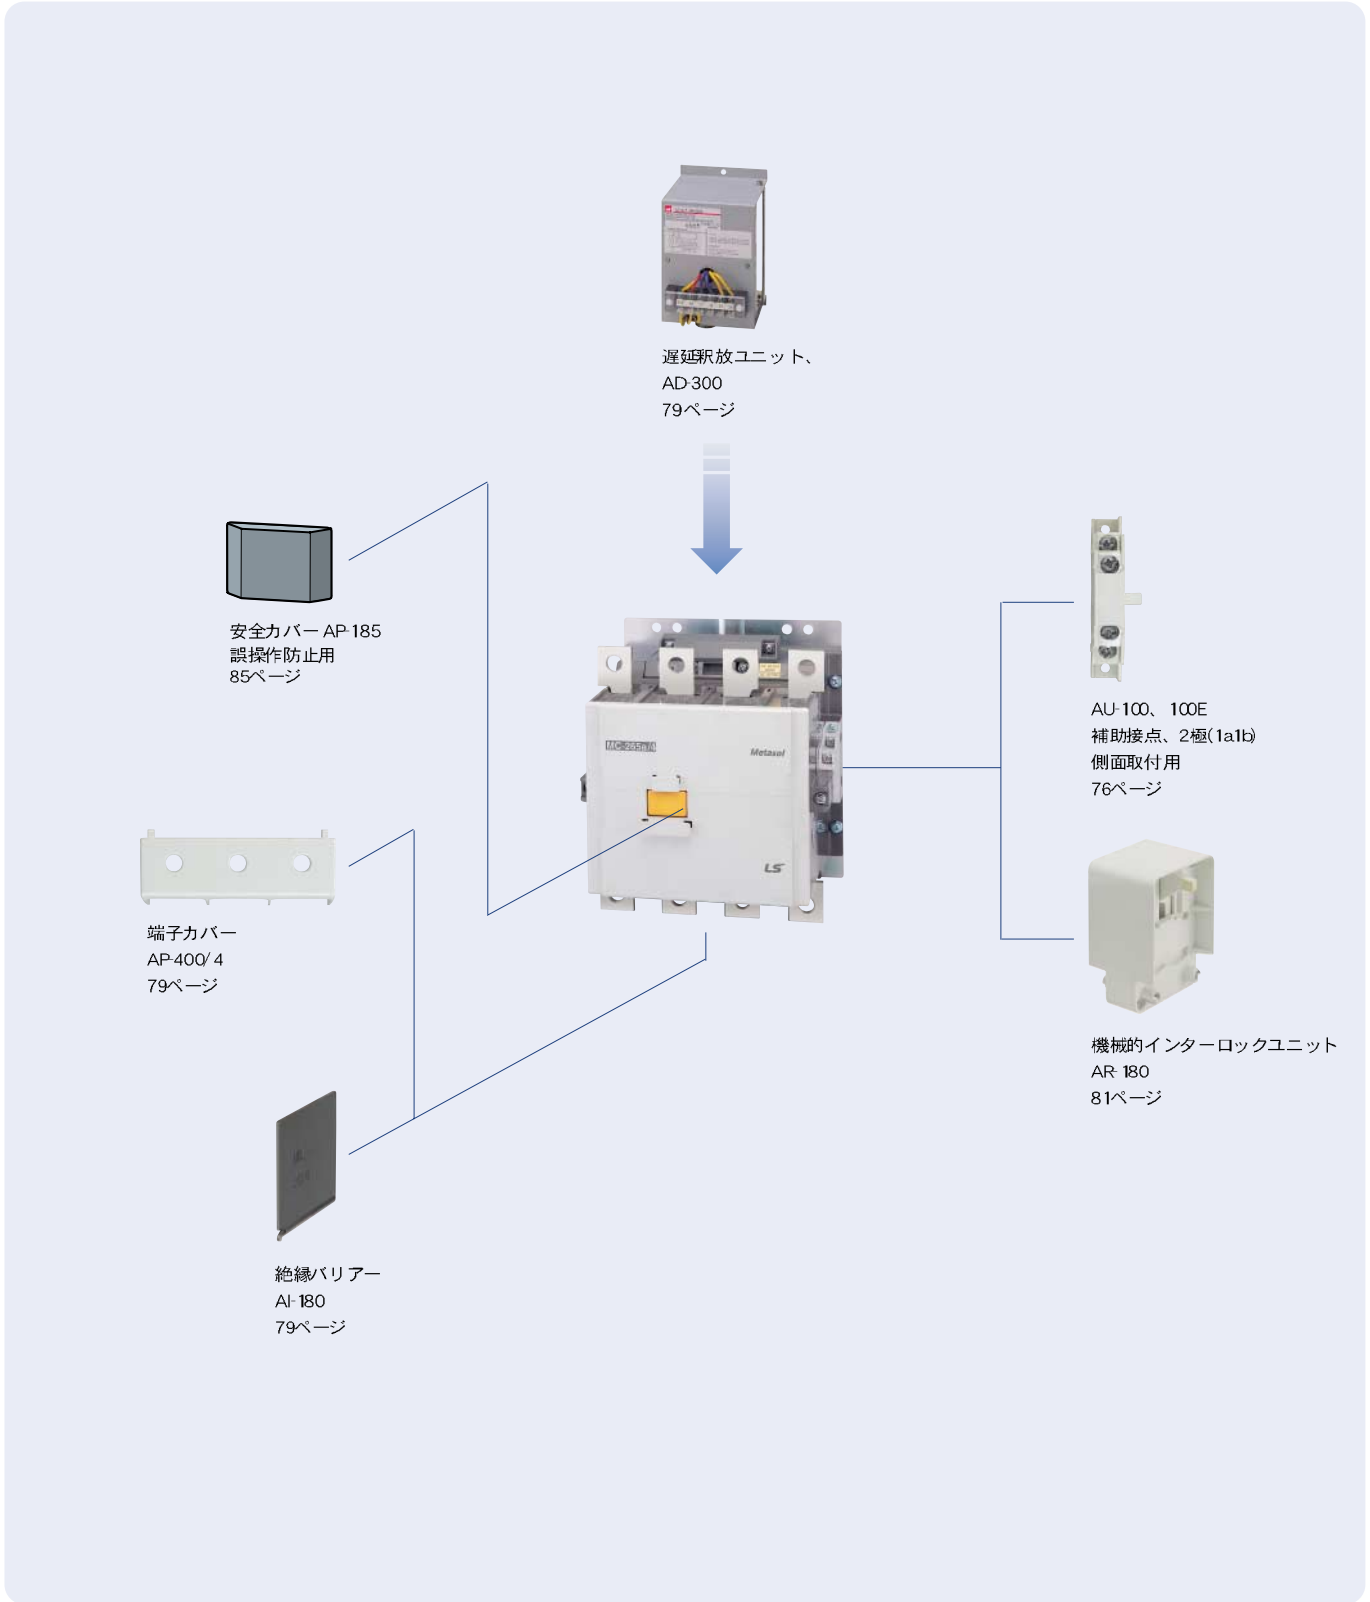 遅延釈放ユニット、
AD-300
79ページ
安全カバー AP-185
誤操作防止用
85ページ
MC-265a/4
Metasol
LS
AU-100、100E
補助接点、2極(1a1b)
側面取付用
76ページ
端子カバー
AP-400/4
79ページ
機械的インターロックユニット
AR-180
81ページ
絶縁バリアー
AI-180
79ページ